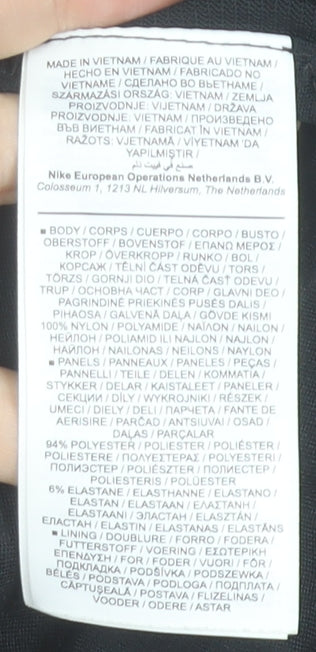 MADE IN VIETNAM / FABRIQUE AU VIETNAM /
HECHO EN VIETNAM / FABRICADO NO
VIETNAME / СДЕЛАНО ВО ВЬЕТНАМЕ /
SZÁRMAZÁSI ORSZÁG: VIETNAM / ZEMLJA
PROIZVODNJE: VIJETNAM / DRŽAVA
PROIZVODNJE: VIETNAM / ПРОИЗВЕДЕНО
ВЪВ ВИЕТНАМ / FABRICAT ÎN VIETNAM /
RAŽOTS: VJETNAMĀ / VİYETNAM 'DA
YAPILMIŞTIR /
صنع في فييت نام
Nike European Operations Netherlands B.V.
Colosseum 1, 1213 NL Hilversum, The Netherlands
■ BODY / CORPS / CUERPO / CORPO / BUSTO /
OBERSTOFF / BOVENSTOF / ΕΠΑΝΩ ΜΕΡΟΣ /
KROP / ÖVERKROPP / RUNKO / BOL /
КОРСАЖ / TĚLNÍ ČÁST ODĚVU / TORS /
TÖRZS / GORNJI DIO / TELNÁ ČASŤ ODEVU /
TRUP / ОСНОВНА ЧАСТ / CORP / GLAVNI DEO /
PAGRINDINĖ PRIEKINĖS PUSĖS DALIS /
PIHAOSA / GALVENĀ DAĻA / GÖVDE KISMI
100% NYLON / POLYAMIDE / ΝΑΪΛΟΝ / NAILON /
НЕЙЛОН / POLIAMID ILI NAJLON / NAJLON /
НАЙЛОН / NAILONAS / NEILONS / NAYLON
■ PANELS / PANNEAUX / PANELES / PEÇAS /
PANNELLI / TEILE / DELEN / ΚΟΜΜΑΤΙΑ /
STYKKER / DELAR / KAISTALEET / PANELER /
СЕКЦИИ / DÍLY / WYKROJNIKI / RÉSZEK /
UMECI / DIELY / DELI / ПАРЧЕТА / FANTE DE
AERISIRE / PARČAD / ANTSIUVAI / OSAD /
DAĻAS / PARÇALAR
94% POLYESTER / POLIESTER / POLIÉSTER /
POLIESTERE / ΠΟΛΥΕΣΤΕΡΑΣ / POLYESTERI /
ПОЛИЭСТЕР / POLIÉSZTER / ПОЛИЕСТЕР /
POLIESTERIS / POLÜESTER
6% ELASTANE / ELASTHANNE / ELASTANO /
ELASTAN / ELASTAAN / ΕΛΑΣΤΑΝΗ /
ELASTAANI / ЭЛАСТАН / ELASZTÁN /
ЕЛАСТАН / ELASTIN / ELASTANAS / ELASTĀNS
■ LINING / DOUBLURE / FORRO / FODERA /
FUTTERSTOFF / VOERING / ΕΣΩΤΕΡΙΚΗ
ΕΠΕΝΔΥΣΗ / FOR / FODER / VUORI / FÔR /
ПОДКЛАДКА / PODŠÍVKA / PODSZEWKA /
BÉLÉS / PODSTAVA / PODLOGA / ПОДПЛАТА /
CĂPTUŞEALĂ / POSTAVA / FLIZELINAS /
VOODER / ODERE / ASTAR